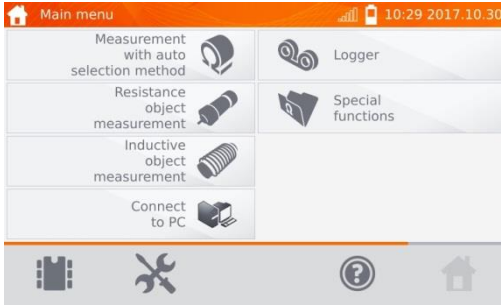 Main menu
10:29 2017.10.30
Measurement
with auto
selection method
Logger
Resistance
object
measurement
Special
functions
Inductive
object
measurement
Connect
to PC